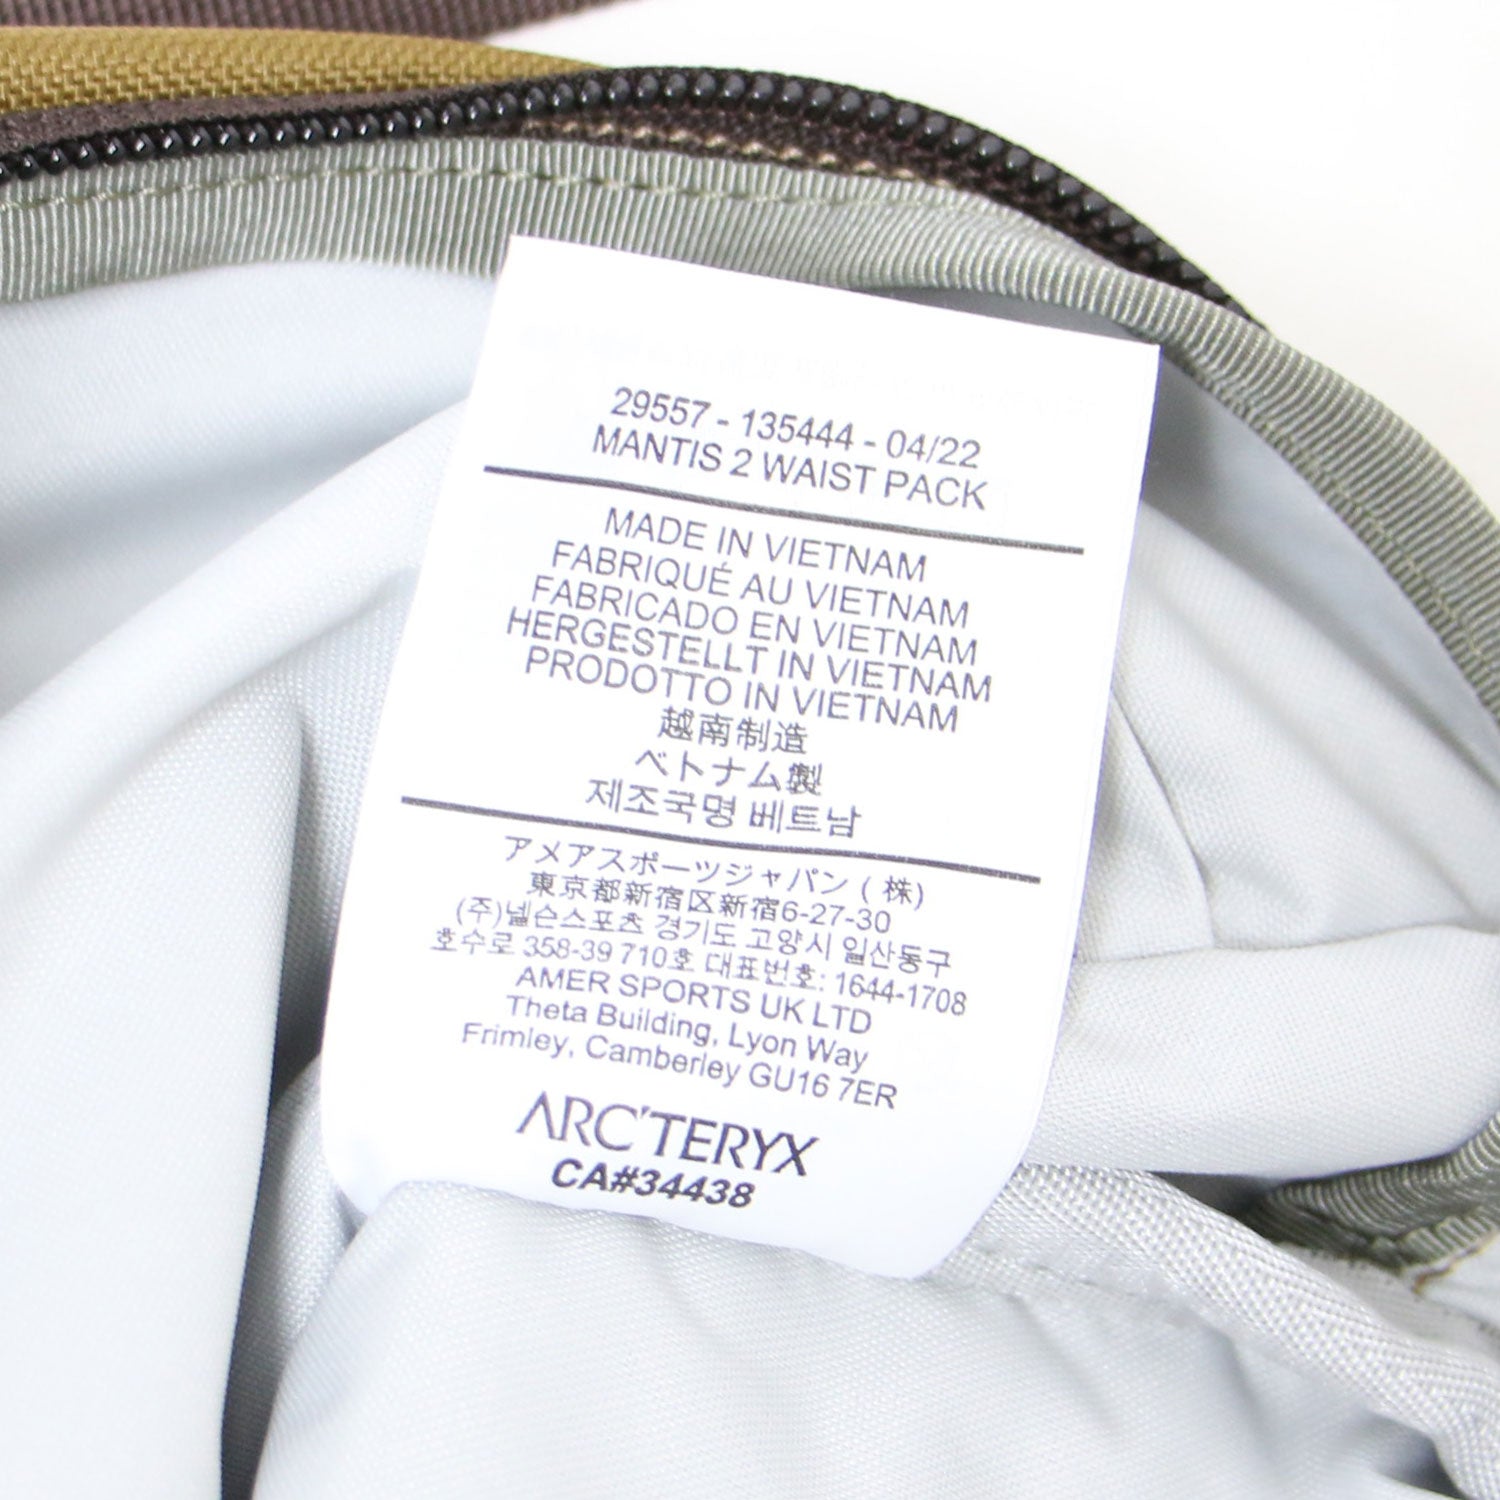 29557 - 135444 - 04/22
MANTIS 2 WAIST PACK
MADE IN VIETNAM
FABRIQUÉ AU VIETNAM
FABRICADO EN VIETNAM
HERGESTELLT IN VIETNAM
PRODOTTO IN VIETNAM
越南制造
ベトナム製
제조국명 베트남
アメアスポーツジャパン ( 株)
東京都新宿区新宿6-27-30
(주)넬슨스포츠 경기도 고양시 일산동구
호수로 358-39 710호 대표번호: 1644-1708
AMER SPORTS UK LTD
Theta Building, Lyon Way
Frimley, Camberley GU16 7ER
ARC'TERYX
CA#34438